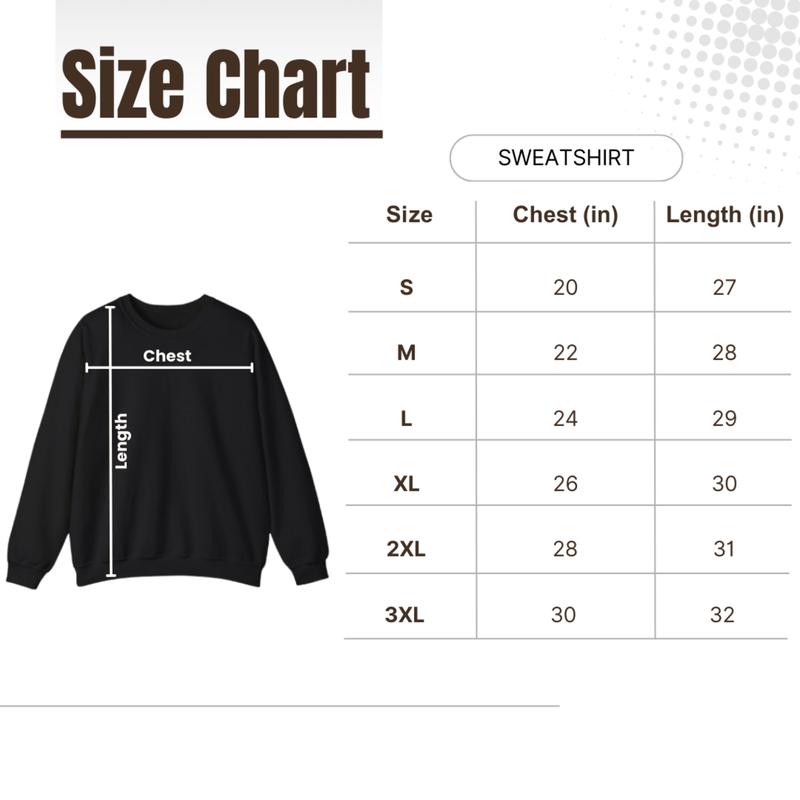 Size Chart
SWEATSHIRT
Size Chest (in) Length (in)
S 20 27
M 22 28
L 24 29
XL 26 30
2XL 28 31
3XL 30 32
Chest
Length